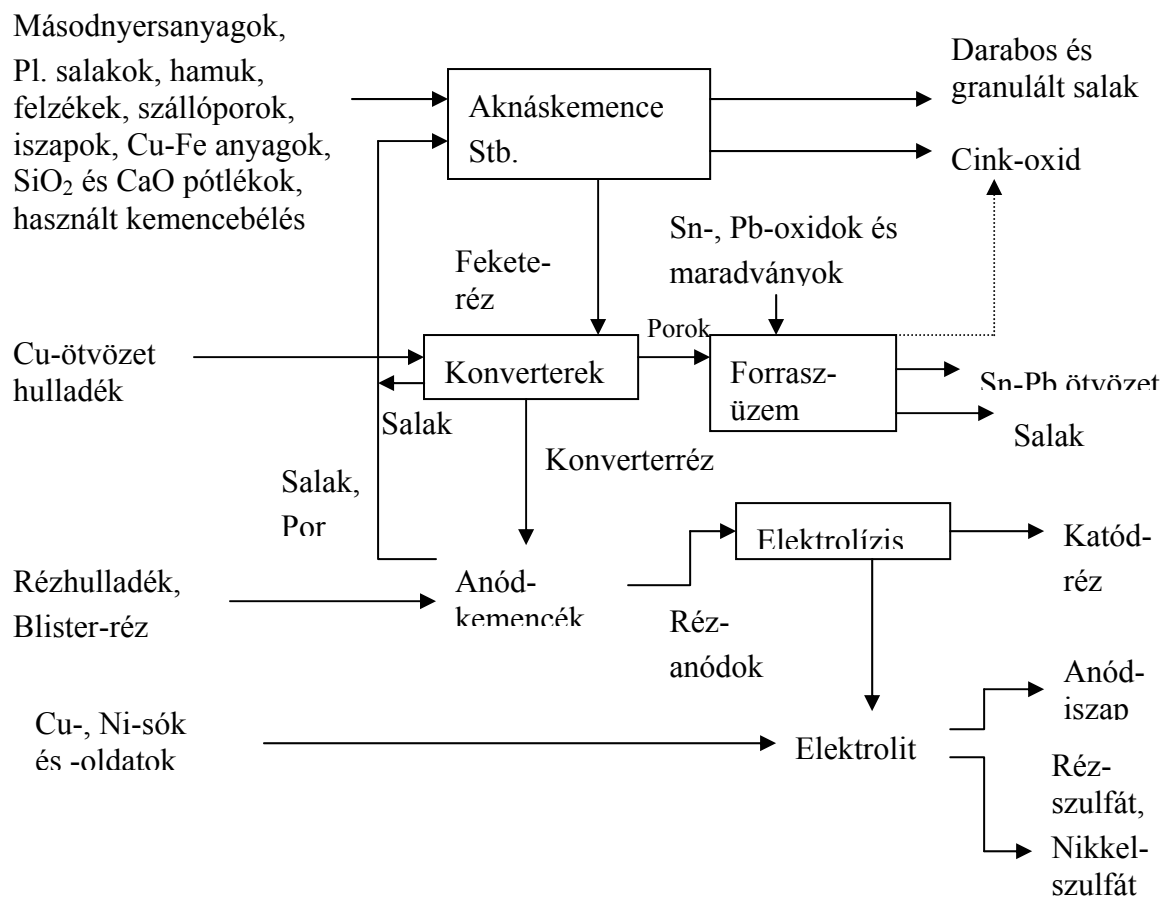 Másodnyersanyagok,
Pl. salakok, hamuk,
felzékek, szállóporok,
iszapok, Cu-Fe anyagok,
SiO₂ és CaO pótlékok,
használt kemencebélés
Aknáskemence
Stb.
Darabos és
granulált salak
Cink-oxid
Fekete-
réz
Sn-, Pb-oxidok és
maradványok
Cu-ötvözet
hulladék
Konverterek
Porok
Forrasz-
üzem
Sn-Pb ötvözet
Salak
Salak
Konverterréz
Salak,
Por
Rézhulladék,
Blister-réz
Anód-
kemencék
Réz-
anódok
Elektrolízis
Katód-
réz
Cu-, Ni-sók
és -oldatok
Elektrolit
Anód-
iszap
Réz-
szulfát,
Nikkel-
szulfát